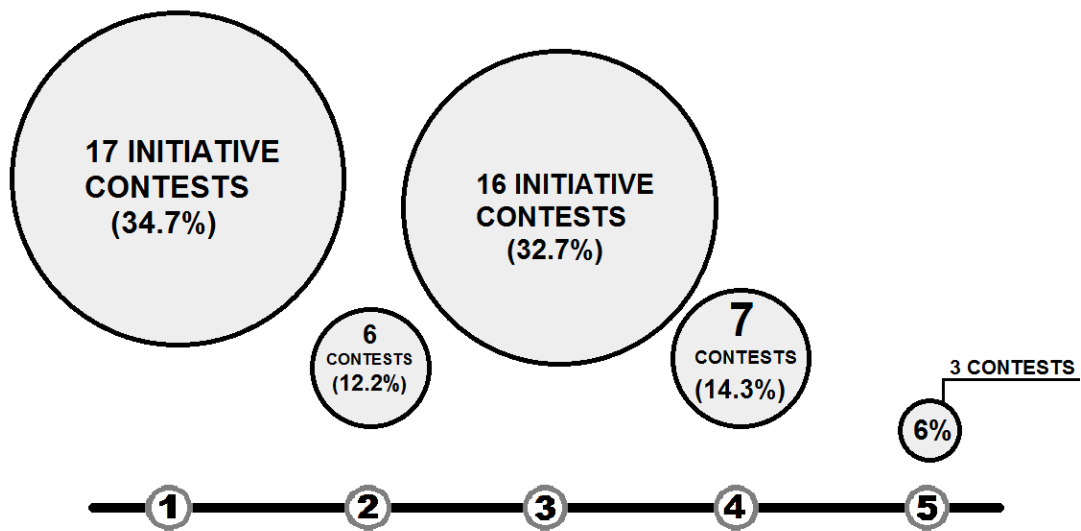 17 INITIATIVE
CONTESTS
(34.7%)
16 INITIATIVE
CONTESTS
(32.7%)
6
CONTESTS
(12.2%)
7
CONTESTS
(14.3%)
3 CONTESTS
6%
1 2 3 4 5